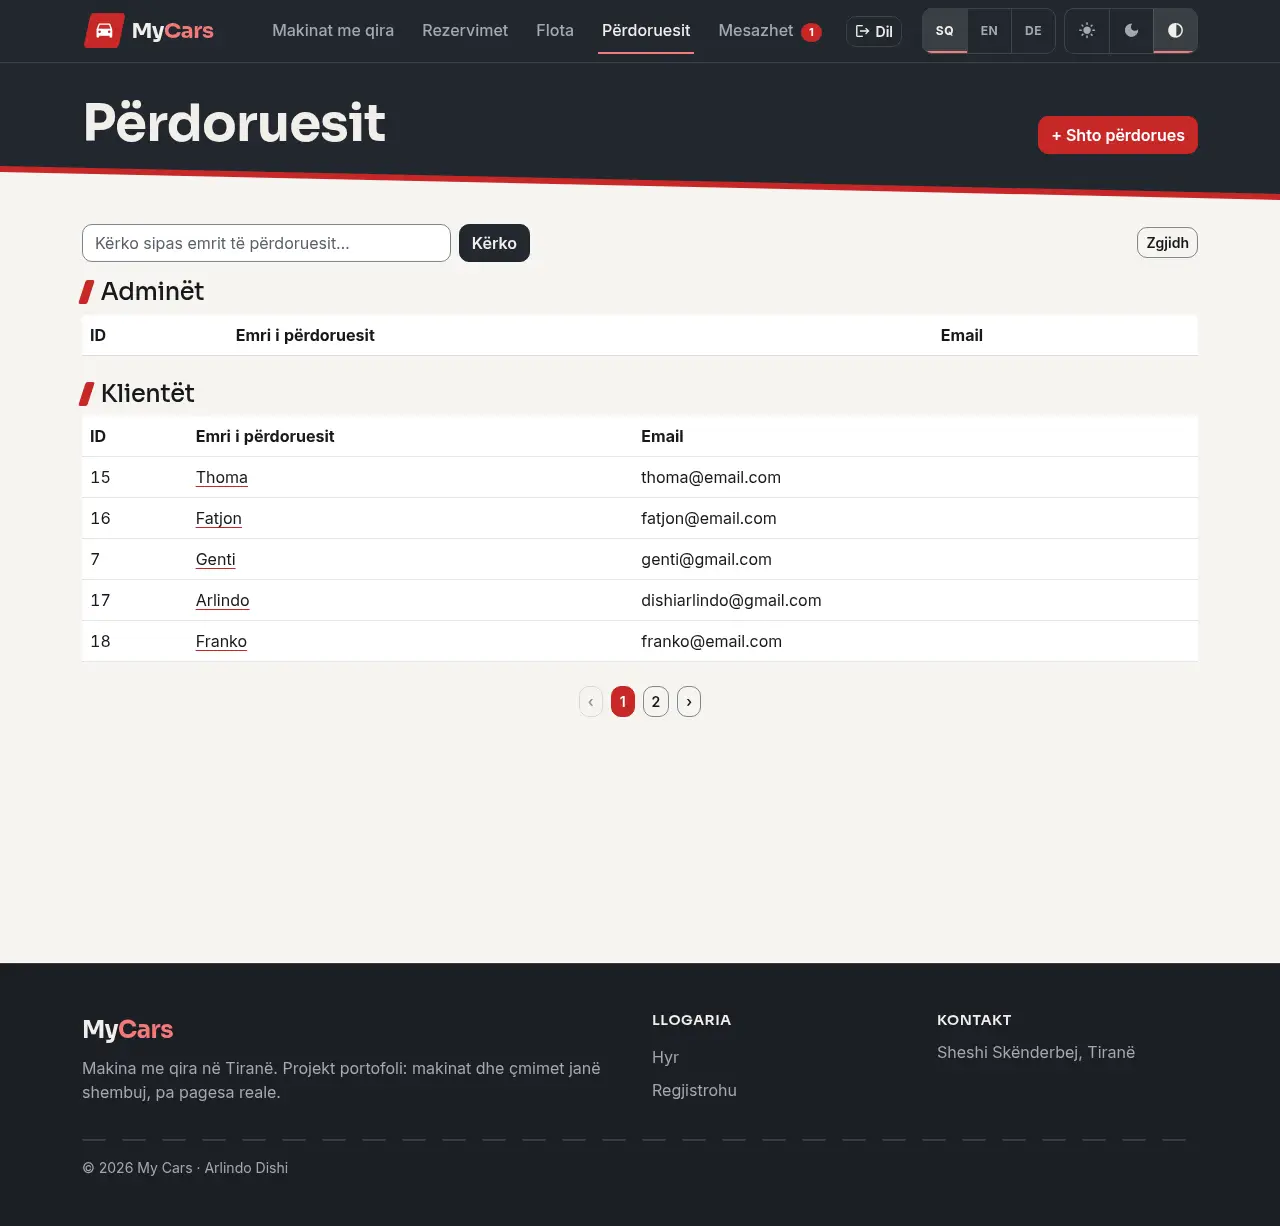 MyCars
Makinat me qira
Rezervimet
Flota
Përdoruesit
Mesazhet 1
Dil
SQ EN DE
Përdoruesit
+ Shto përdorues
Kërko sipas emrit të përdoruesit...
Kërko
Zgjidh
Adminët
ID Emri i përdoruesit Email
Klientët
ID Emri i përdoruesit Email
15 Thoma thoma@email.com
16 Fatjon fatjon@email.com
7 Genti genti@gmail.com
17 Arlindo dishiarlindo@gmail.com
18 Franko franko@email.com
‹ 1 2 ›
MyCars
Makina me qira në Tiranë. Projekt portofoli: makinat dhe çmimet janë
shembuj, pa pagesa reale.
LLOGARIA
Hyr
Regjistrohu
KONTAKT
Sheshi Skënderbej, Tiranë
© 2026 My Cars · Arlindo Dishi